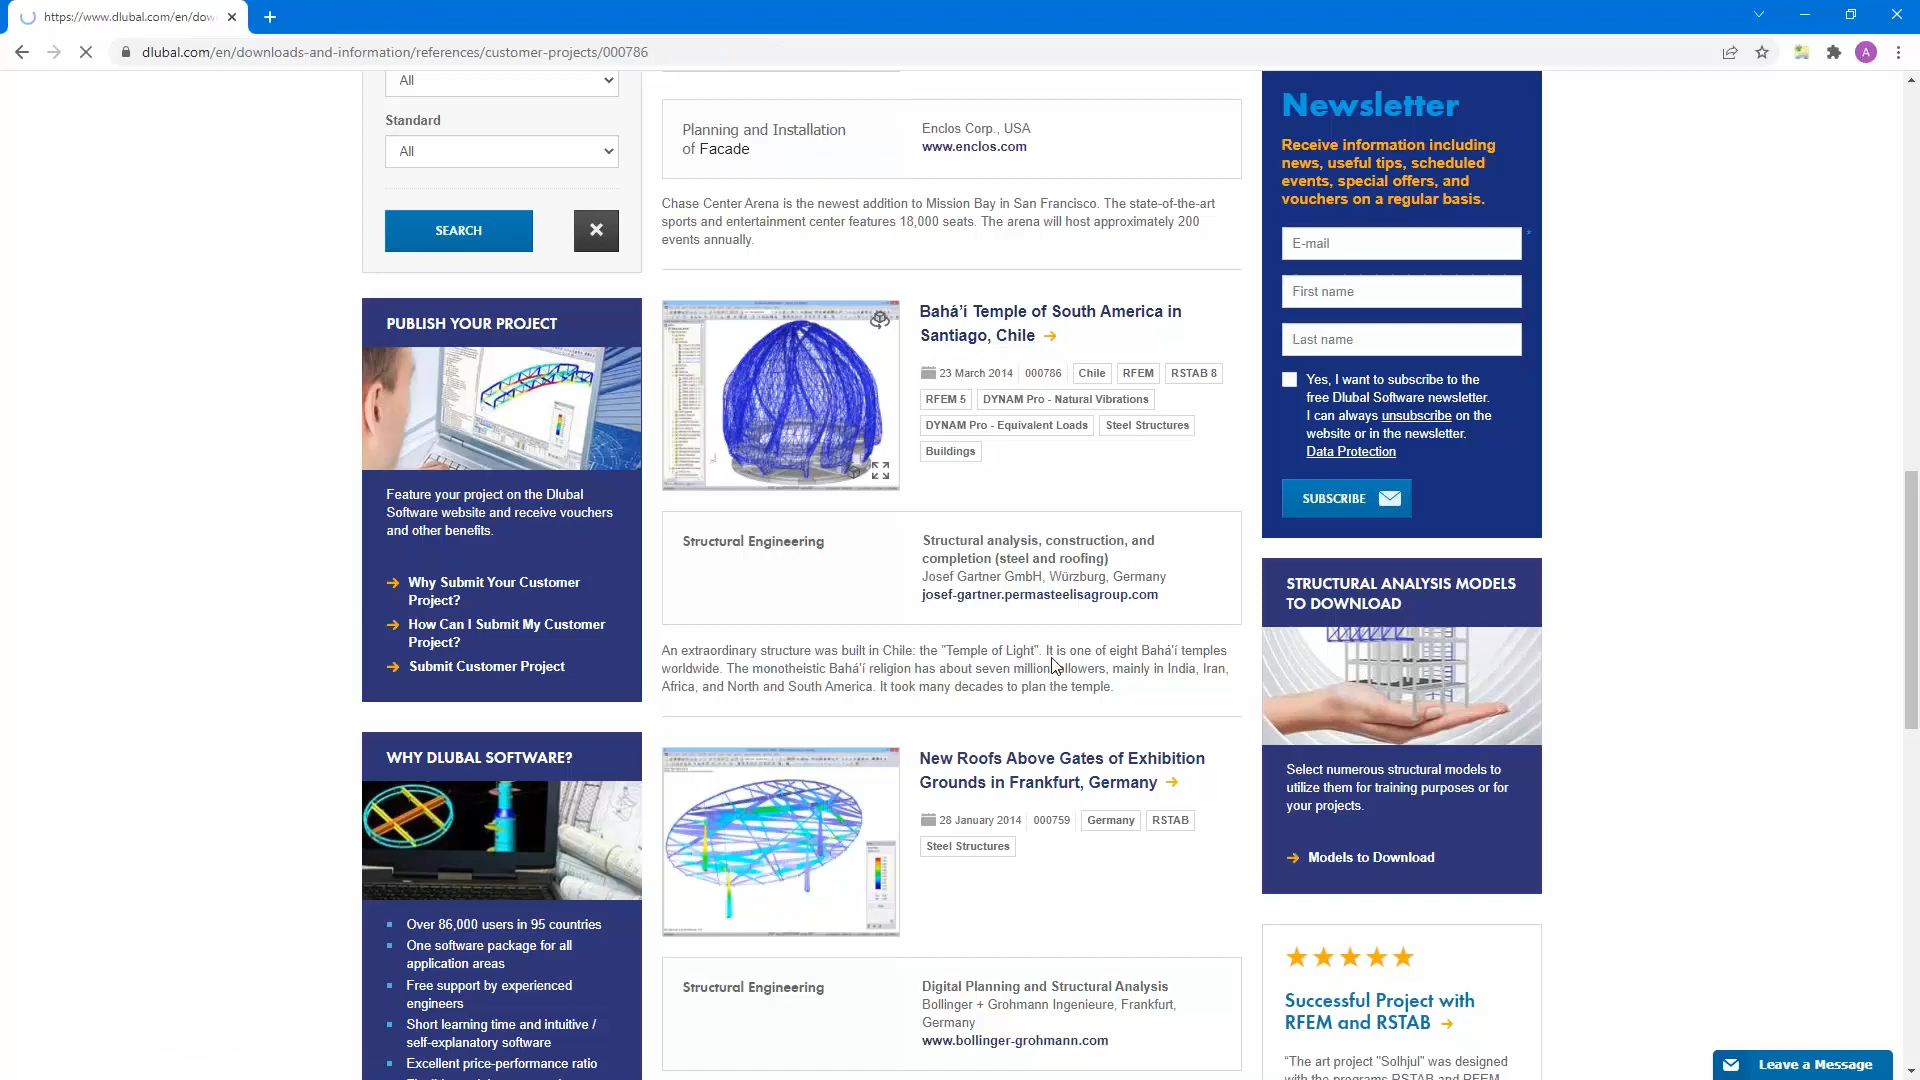 https://www.dlubal.com/en/dow
dlubal.com/en/downloads-and-information/references/customer-projects/000786
A
All
Standard
All
SEARCH
PUBLISH YOUR PROJECT
Feature your project on the Dlubal
Software website and receive vouchers
and other benefits.
Why Submit Your Customer
Project?
How Can I Submit My Customer
Project?
Submit Customer Project
WHY DLUBAL SOFTWARE?
Over 86,000 users in 95 countries
One software package for all
application areas
Free support by experienced
engineers
Short learning time and intuitive /
self-explanatory software
Excellent price-performance ratio
Planning and Installation
of Facade
Enclos Corp., USA
www.enclos.com
Chase Center Arena is the newest addition to Mission Bay in San Francisco. The state-of-the-art
sports and entertainment center features 18,000 seats. The arena will host approximately 200
events annually.
Bahá'í Temple of South America in
Santiago, Chile
23 March 2014 000786 Chile RFEM RSTAB 8
RFEM 5 DYNAM Pro - Natural Vibrations
DYNAM Pro - Equivalent Loads Steel Structures
Buildings
Structural Engineering
Structural analysis, construction, and
completion (steel and roofing)
Josef Gartner GmbH, Würzburg, Germany
josef-gartner.permasteelisagroup.com
An extraordinary structure was built in Chile: the "Temple of Light". It is one of eight Bahá'í temples
worldwide. The monotheistic Bahá'í religion has about seven million followers, mainly in India, Iran,
Africa, and North and South America. It took many decades to plan the temple.
New Roofs Above Gates of Exhibition
Grounds in Frankfurt, Germany
28 January 2014 000759 Germany RSTAB
Steel Structures
Structural Engineering
Digital Planning and Structural Analysis
Bollinger + Grohmann Ingenieure, Frankfurt,
Germany
www.bollinger-grohmann.com
Newsletter
Receive information including
news, useful tips, scheduled
events, special offers, and
vouchers on a regular basis.
E-mail *
First name
Last name
Yes, I want to subscribe to the
free Dlubal Software newsletter.
I can always unsubscribe on the
website or in the newsletter.
Data Protection
SUBSCRIBE
STRUCTURAL ANALYSIS MODELS
TO DOWNLOAD
Select numerous structural models to
utilize them for training purposes or for
your projects.
Models to Download
Successful Project with
RFEM and RSTAB
"The art project "Solhjul" was designed
with the programs RSTAB and RFEM
Leave a Message